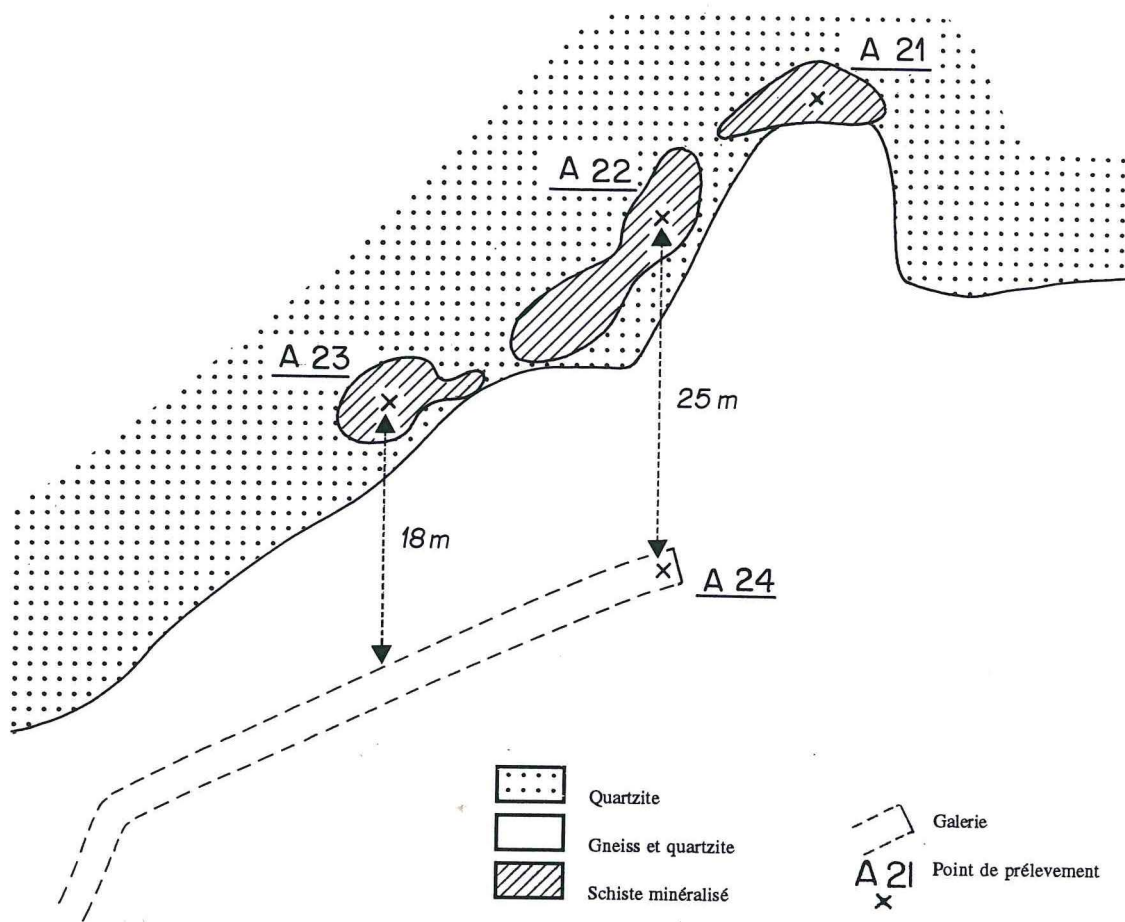 A 21
A 22
A 23
25 m
18 m
A 24
Quartzite
Gneiss et quartzite
Schiste minéralisé
Galerie
A 21
Point de prélevement